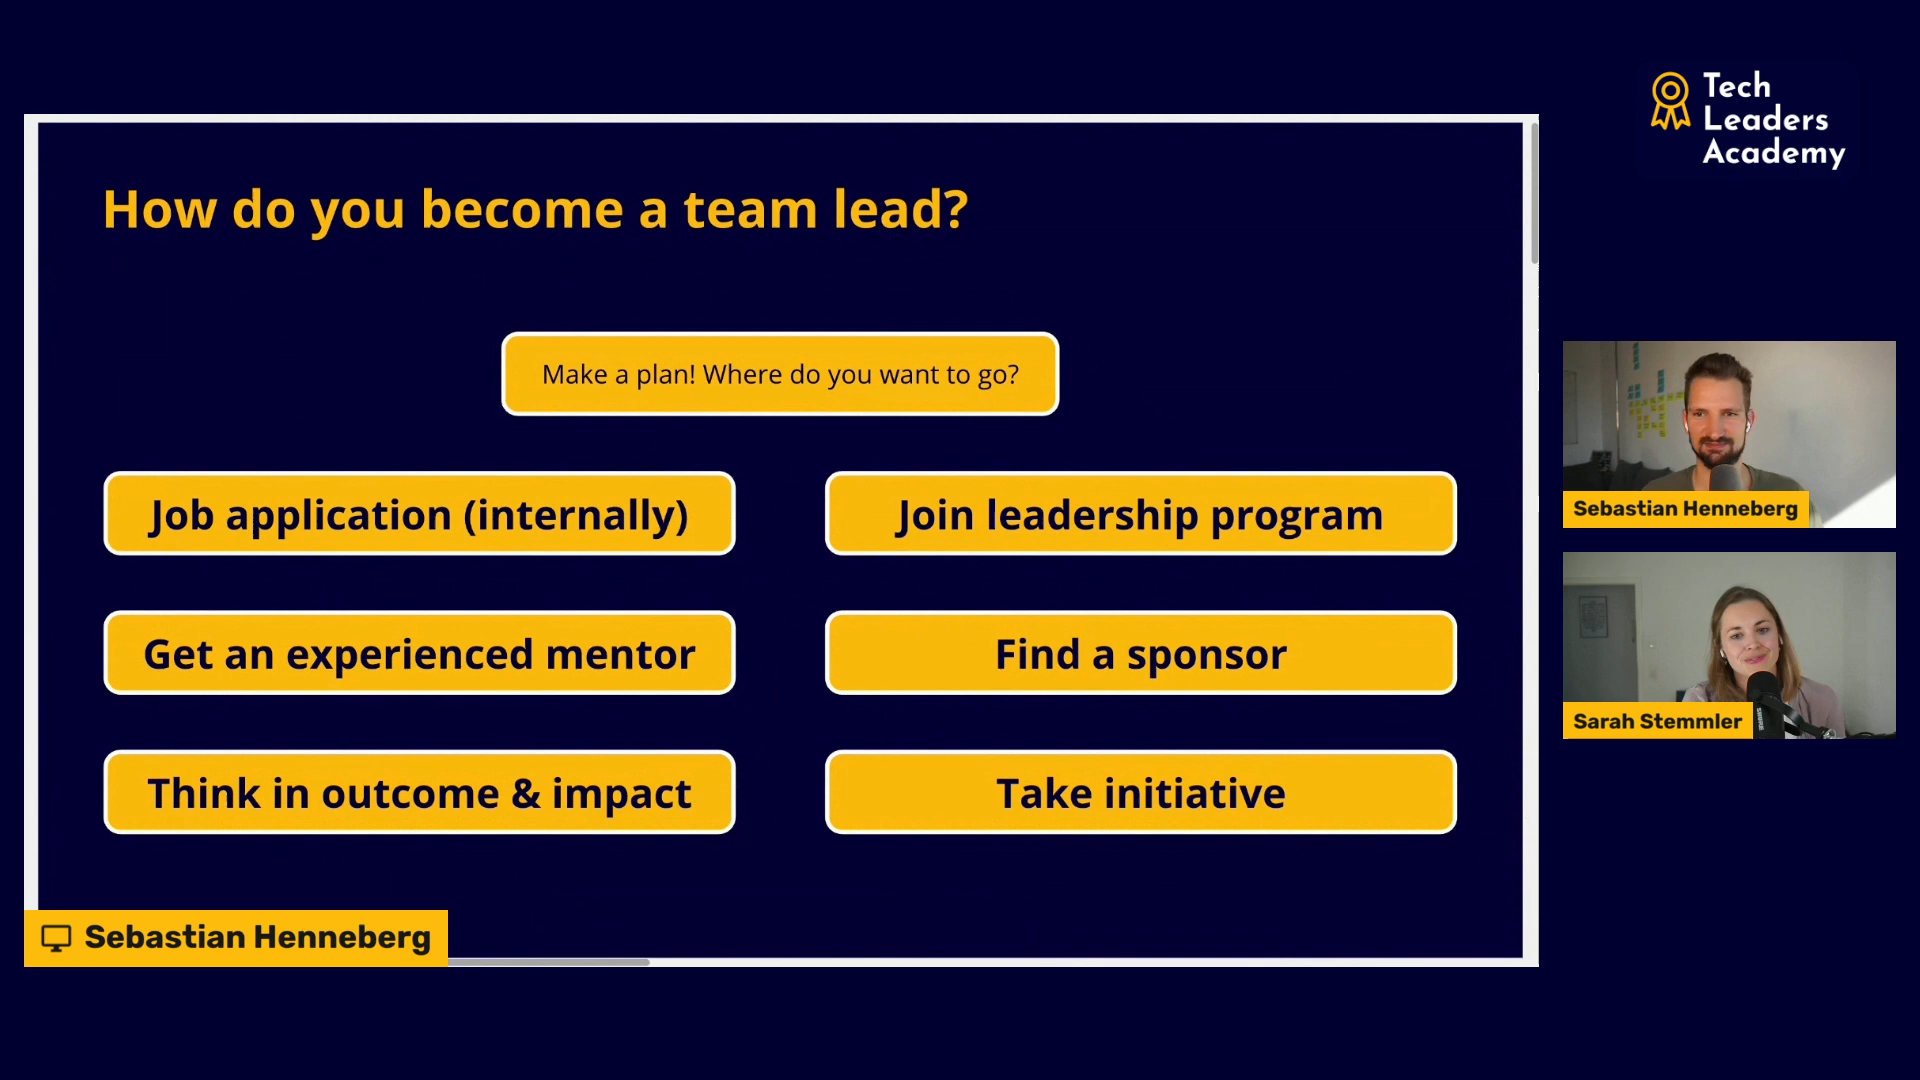 Tech
Leaders
Academy
How do you become a team lead?
Make a plan! Where do you want to go?
Job application (internally)
Join leadership program
Get an experienced mentor
Find a sponsor
Think in outcome & impact
Take initiative
Sebastian Henneberg
Sebastian Henneberg
Sarah Stemmler
SHURE